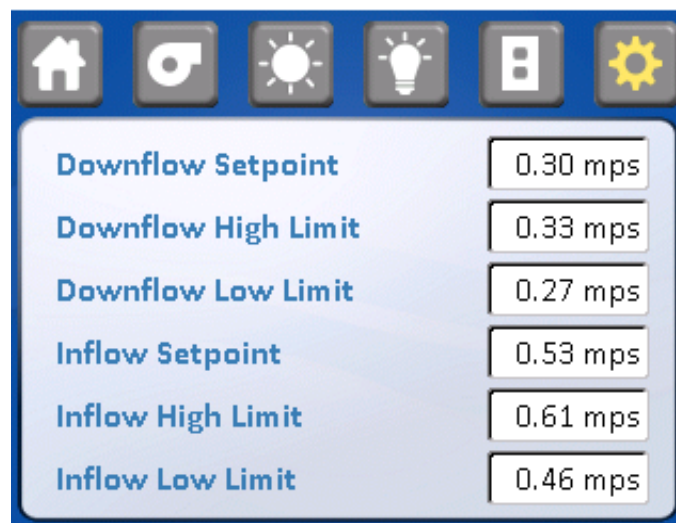 Downflow Setpoint 0.30 mps
Downflow High Limit 0.33 mps
Downflow Low Limit 0.27 mps
Inflow Setpoint 0.53 mps
Inflow High Limit 0.61 mps
Inflow Low Limit 0.46 mps